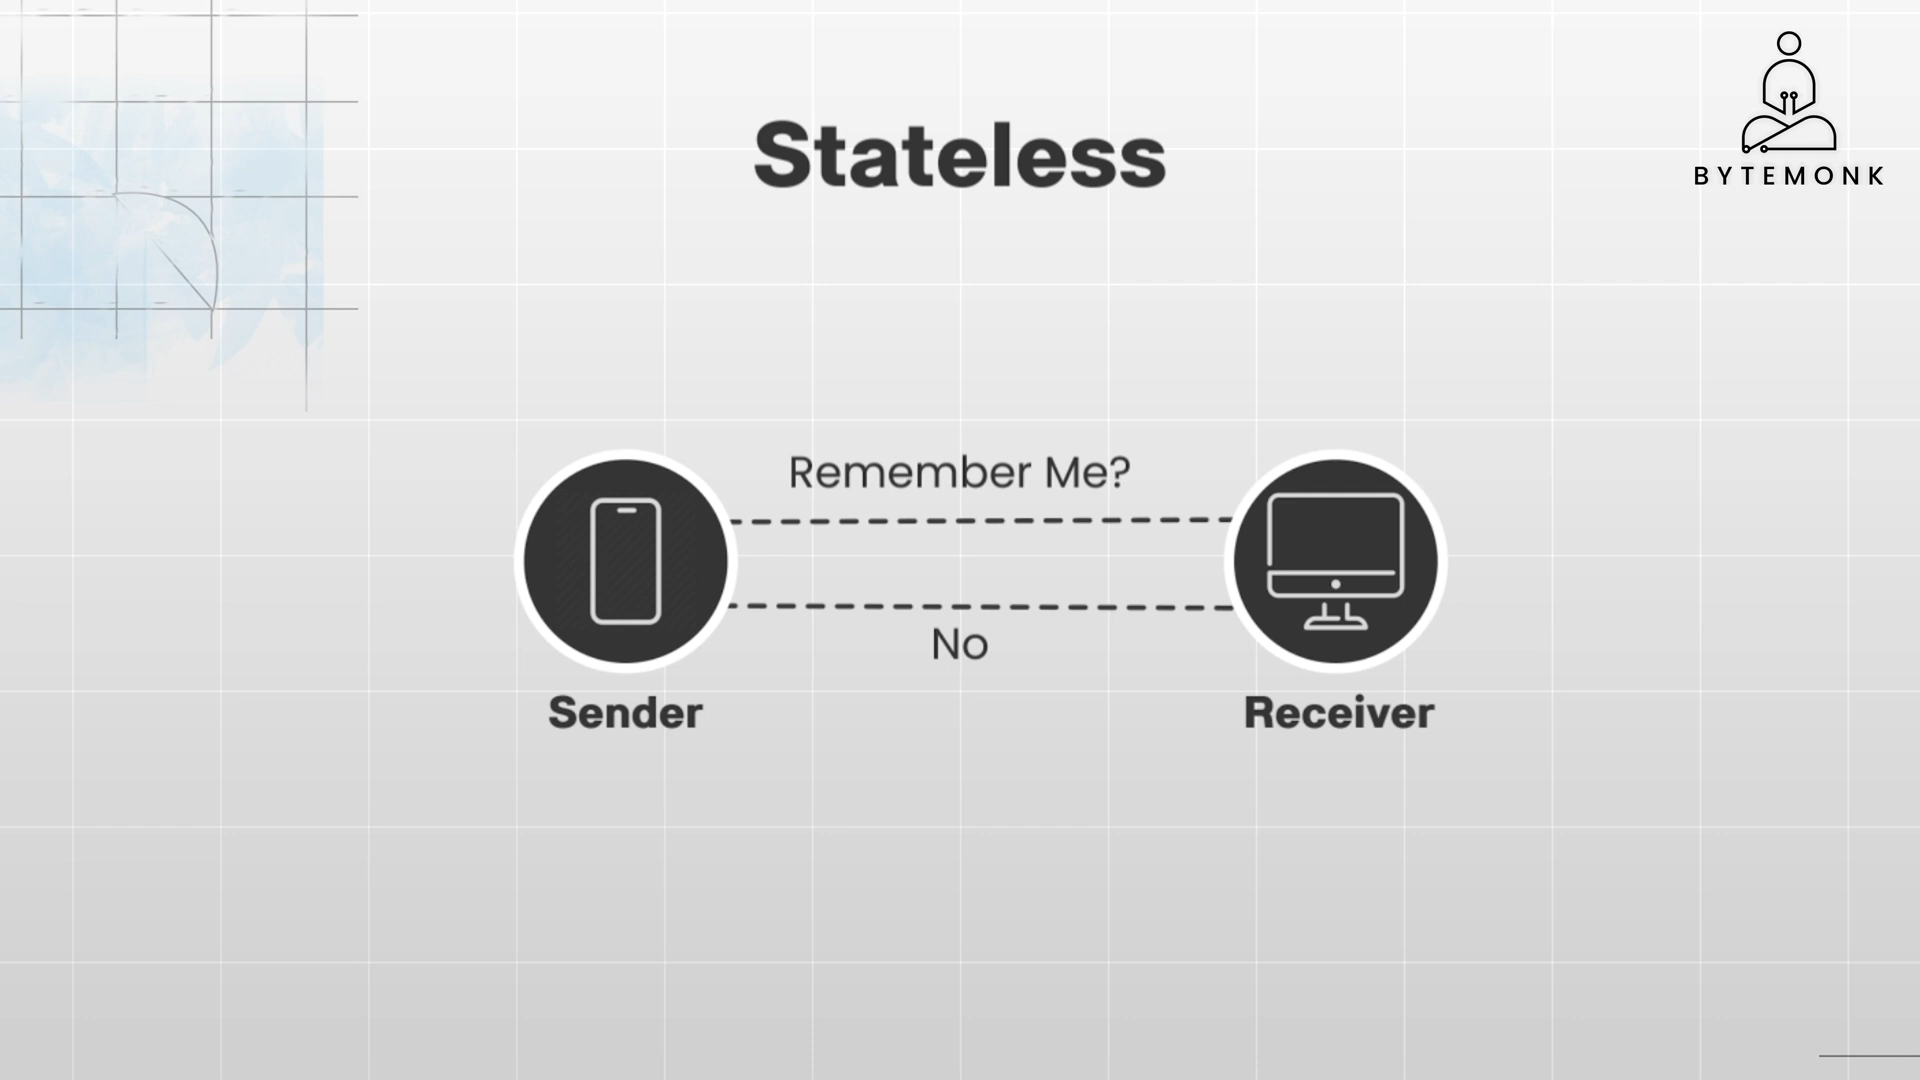 Stateless
BYTEMONK
Remember Me?
No
Sender
Receiver